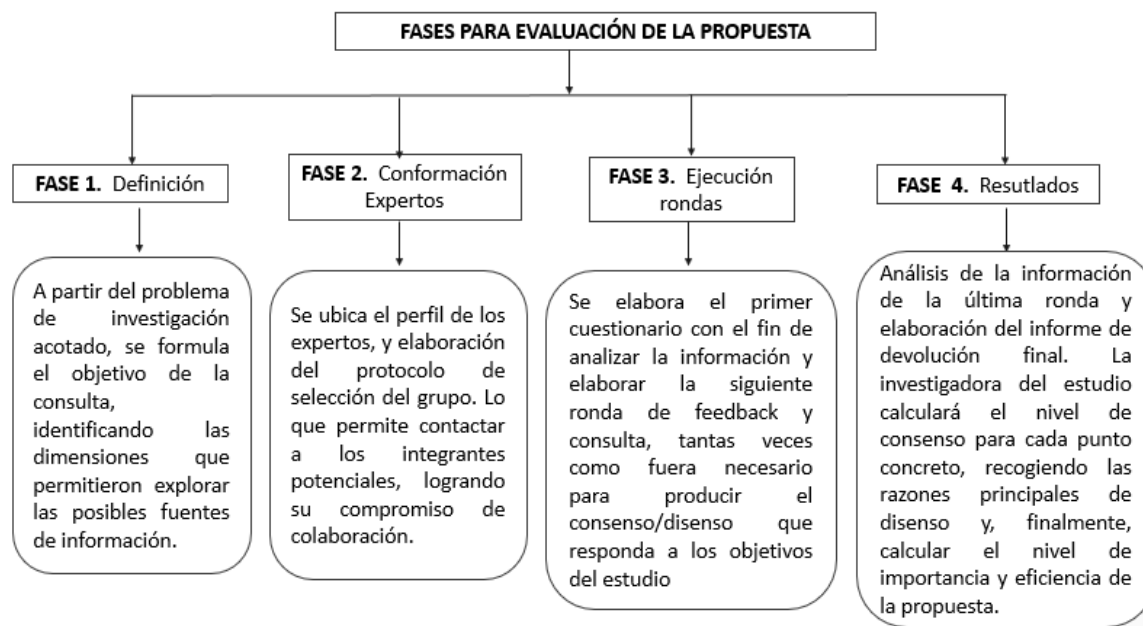 FASES PARA EVALUACIÓN DE LA PROPUESTA
FASE 1. Definición
A partir del problema
de investigación
acotado, se formula
el objetivo de la
consulta,
identificando las
dimensiones que
permitieron explorar
las posibles fuentes
de información.
FASE 2. Conformación
Expertos
Se ubica el perfil de los
expertos, y elaboración
del protocolo de
selección del grupo. Lo
que permite contactar
a los integrantes
potenciales, logrando
su compromiso de
colaboración.
FASE 3. Ejecución
rondas
Se elabora el primer
cuestionario con el fin de
analizar la información y
elaborar la siguiente
ronda de feedback y
consulta, tantas veces
como fuera necesario
para producir el
consenso/disenso que
responda a los objetivos
del estudio
FASE 4. Resutlados
Análisis de la información
de la última ronda y
elaboración del informe de
devolución final. La
investigadora del estudio
calculará el nivel de
consenso para cada punto
concreto, recogiendo las
razones principales de
disenso y, finalmente,
calcular el nivel de
importancia y eficiencia de
la propuesta.